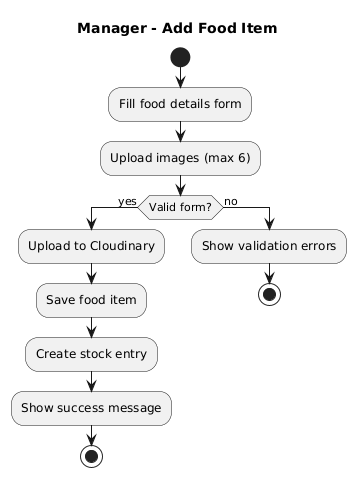 Manager - Add Food Item
Fill food details form
Upload images (max 6)
yes
Valid form?
no
Upload to Cloudinary
Show validation errors
Save food item
Create stock entry
Show success message